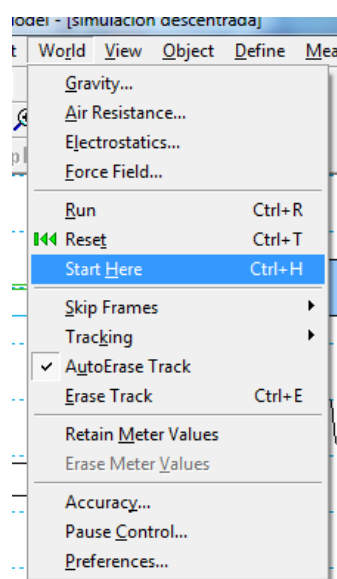 odel - [simulación descentrada]
t World View Object Define Mea
Gravity...
Air Resistance...
Electrostatics...
Force Field...
Run Ctrl+R
Reset Ctrl+T
Start Here Ctrl+H
Skip Frames
Tracking
AutoErase Track
Erase Track Ctrl+E
Retain Meter Values
Erase Meter Values
Accuracy...
Pause Control...
Preferences...